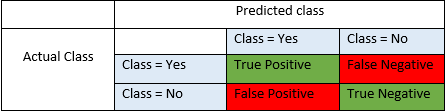 Predicted class
Actual Class
Class = Yes
Class = No
Class = Yes
True Positive
False Negative
Class = No
False Positive
True Negative